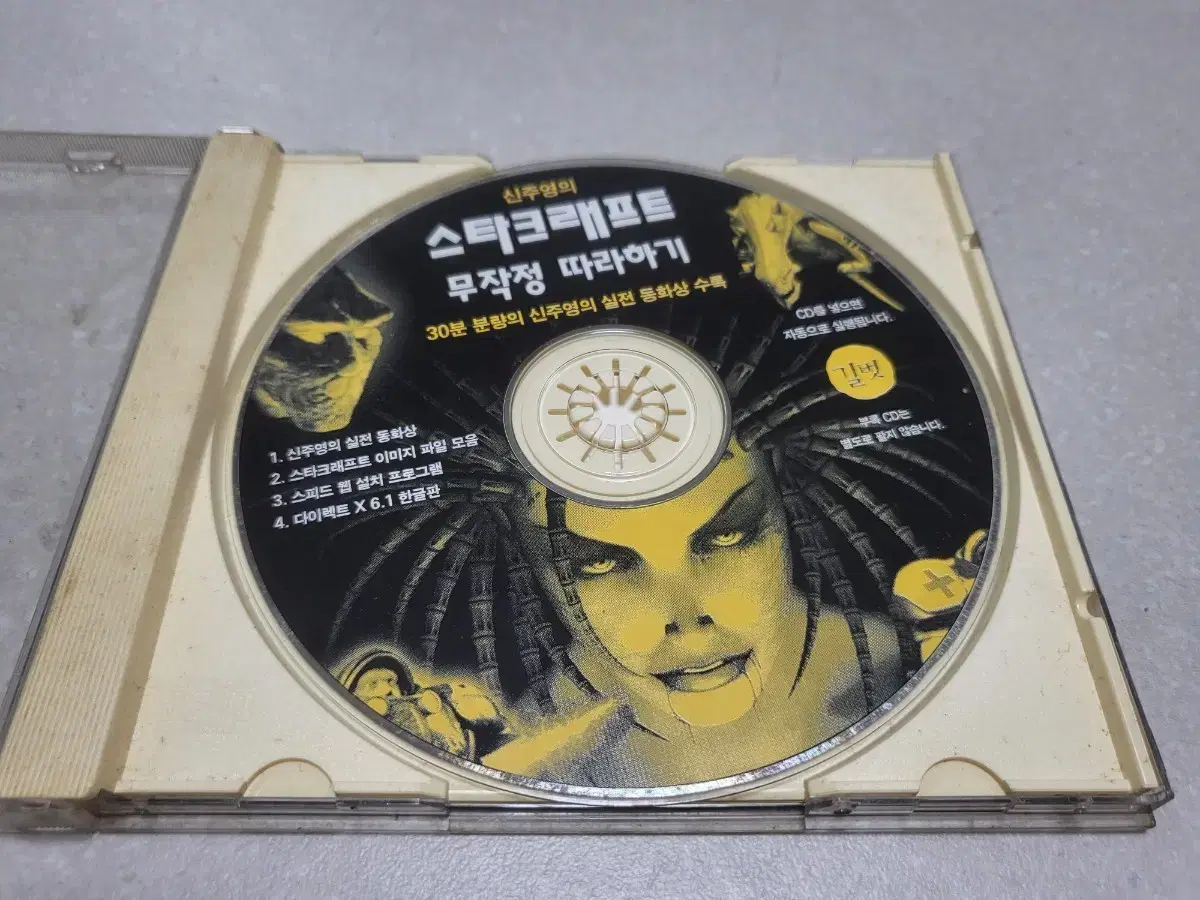 신주영의
스타크래프트
무작정 따라하기
30분 분량의 신주영의 실전 동화상 수록
CD를 넣으면
자동으로 실행됩니다.
길벗
부록 CD는
별도로 팔지 않습니다.
1. 신주영의 실전 동화상
2. 스타크래프트 이미지 파일 모음
3. 스피드 웹 설치 프로그램
4. 다이렉트 X 6.1 한글판